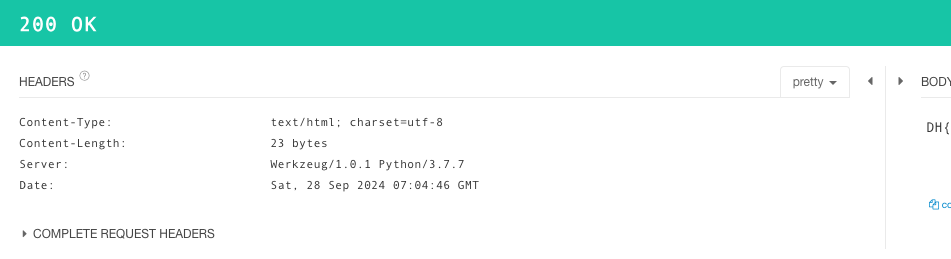 200 OK
HEADERS ?
pretty
BODY
Content-Type: text/html; charset=utf-8
DH{
Content-Length: 23 bytes
Server: Werkzeug/1.0.1 Python/3.7.7
Date: Sat, 28 Sep 2024 07:04:46 GMT
co
COMPLETE REQUEST HEADERS